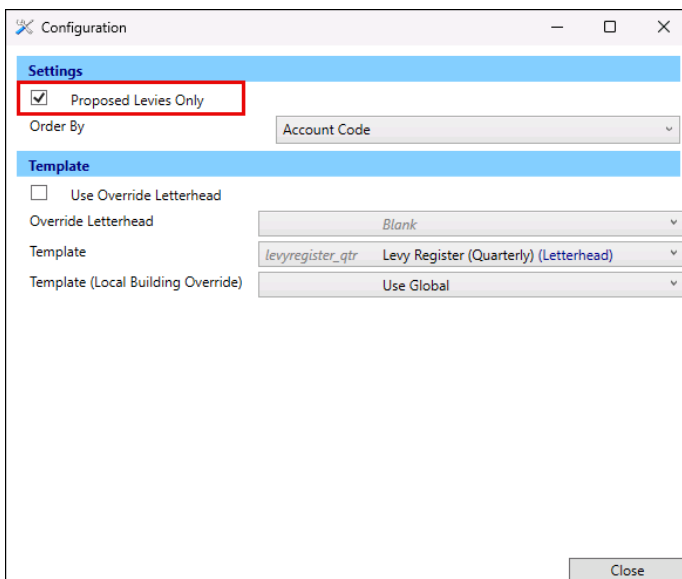 Configuration
Settings
Proposed Levies Only
Order By Account Code
Template
Use Override Letterhead
Override Letterhead Blank
Template levyregister_qtr Levy Register (Quarterly) (Letterhead)
Template (Local Building Override) Use Global
Close